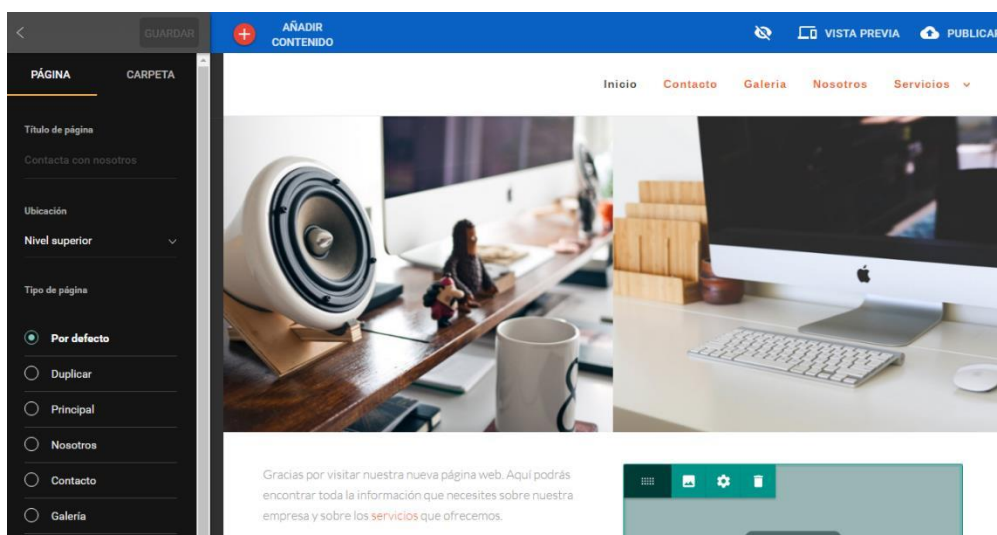 GUARDAR
AÑADIR
CONTENIDO
VISTA PREVIA
PUBLICAR
PÁGINA
CARPETA
Inicio
Contacto
Galeria
Nosotros
Servicios
Título de página
Contacta con nosotros
Ubicación
Nivel superior
Tipo de página
Por defecto
Duplicar
Principal
Nosotros
Contacto
Galería
Gracias por visitar nuestra nueva página web. Aquí podrás
encontrar toda la información que necesites sobre nuestra
empresa y sobre los servicios que ofrecemos.